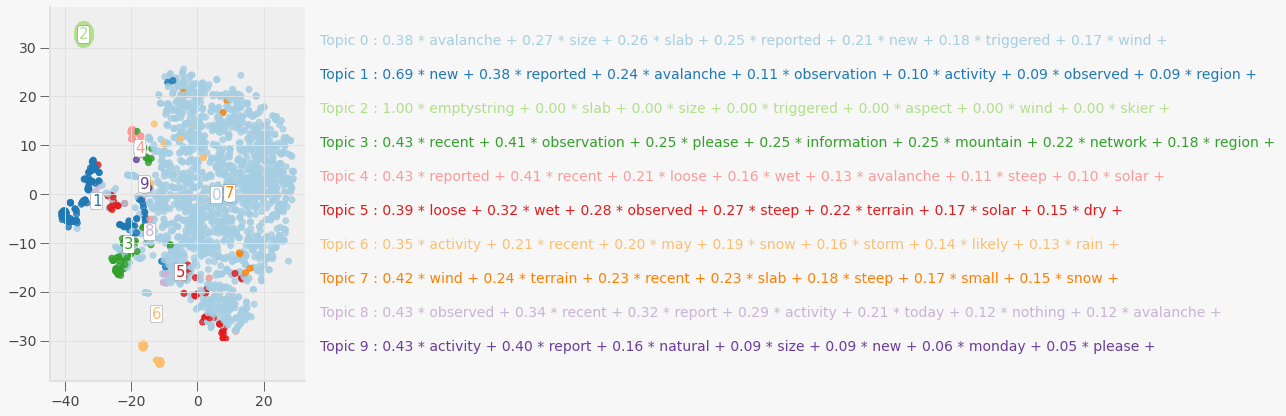 30
20
10
0
−10
−20
−30
−40
−20
0
20
2
4
9
1
0
7
8
3
5
6
Topic 0 : 0.38 * avalanche + 0.27 * size + 0.26 * slab + 0.25 * reported + 0.21 * new + 0.18 * triggered + 0.17 * wind +
Topic 1 : 0.69 * new + 0.38 * reported + 0.24 * avalanche + 0.11 * observation + 0.10 * activity + 0.09 * observed + 0.09 * region +
Topic 2 : 1.00 * emptystring + 0.00 * slab + 0.00 * size + 0.00 * triggered + 0.00 * aspect + 0.00 * wind + 0.00 * skier +
Topic 3 : 0.43 * recent + 0.41 * observation + 0.25 * please + 0.25 * information + 0.25 * mountain + 0.22 * network + 0.18 * region +
Topic 4 : 0.43 * reported + 0.41 * recent + 0.21 * loose + 0.16 * wet + 0.13 * avalanche + 0.11 * steep + 0.10 * solar +
Topic 5 : 0.39 * loose + 0.32 * wet + 0.28 * observed + 0.27 * steep + 0.22 * terrain + 0.17 * solar + 0.15 * dry +
Topic 6 : 0.35 * activity + 0.21 * recent + 0.20 * may + 0.19 * snow + 0.16 * storm + 0.14 * likely + 0.13 * rain +
Topic 7 : 0.42 * wind + 0.24 * terrain + 0.23 * recent + 0.23 * slab + 0.18 * steep + 0.17 * small + 0.15 * snow +
Topic 8 : 0.43 * observed + 0.34 * recent + 0.32 * report + 0.29 * activity + 0.21 * today + 0.12 * nothing + 0.12 * avalanche +
Topic 9 : 0.43 * activity + 0.40 * report + 0.16 * natural + 0.09 * size + 0.09 * new + 0.06 * monday + 0.05 * please +